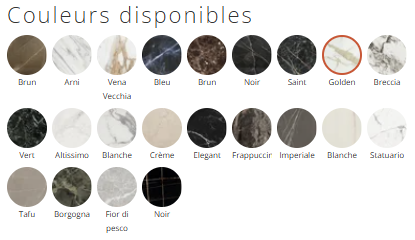 Couleurs disponibles
Brun Arni Vena Bleu Brun Noir Saint Golden Breccia
Vecchia
Vert Altissimo Blanche Crème Elegant Frappuccir Imperiale Blanche Statuario
Tafu Borgogna Fior di Noir
pesco